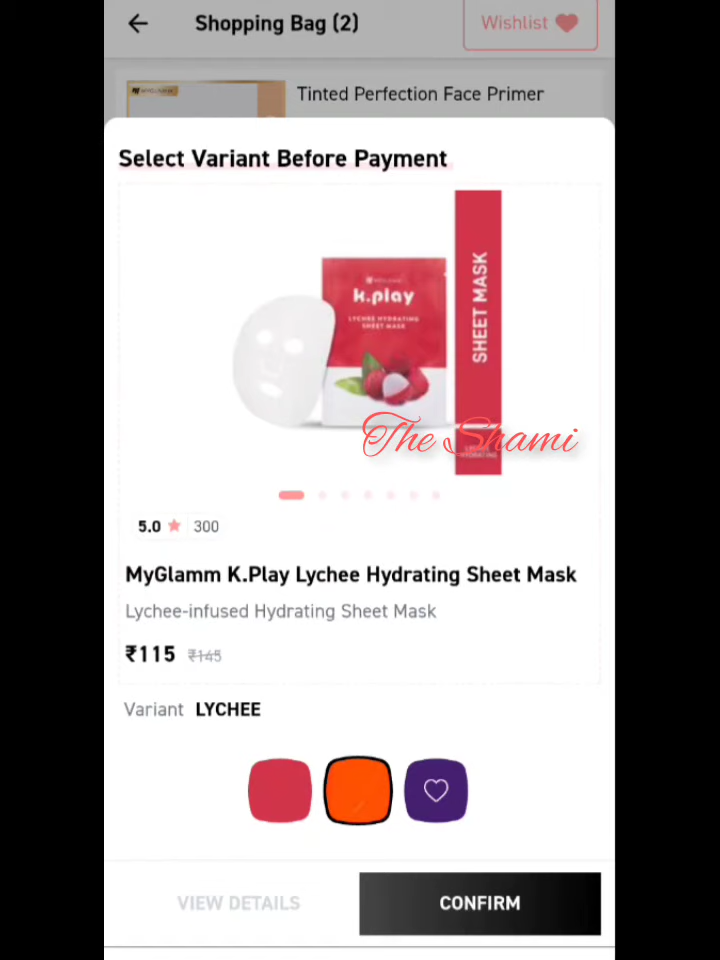 Shopping Bag (2)
Wishlist
Tinted Perfection Face Primer
Select Variant Before Payment
k.play
LYCHEE HYDRATING
SHEET MASK
SHEET MASK
The Shami
5.0 300
MyGlamm K.Play Lychee Hydrating Sheet Mask
Lychee-infused Hydrating Sheet Mask
₹115 ₹145
Variant LYCHEE
VIEW DETAILS
CONFIRM